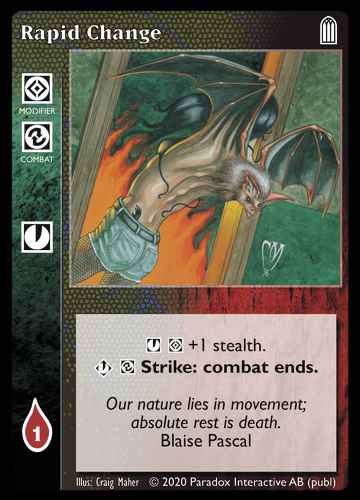 Rapid Change
MODIFIER
COMBAT
+1 stealth.
Strike: combat ends.
Our nature lies in movement;
absolute rest is death.
Blaise Pascal
1
Illus: Craig Maher © 2020 Paradox Interactive AB (publ)